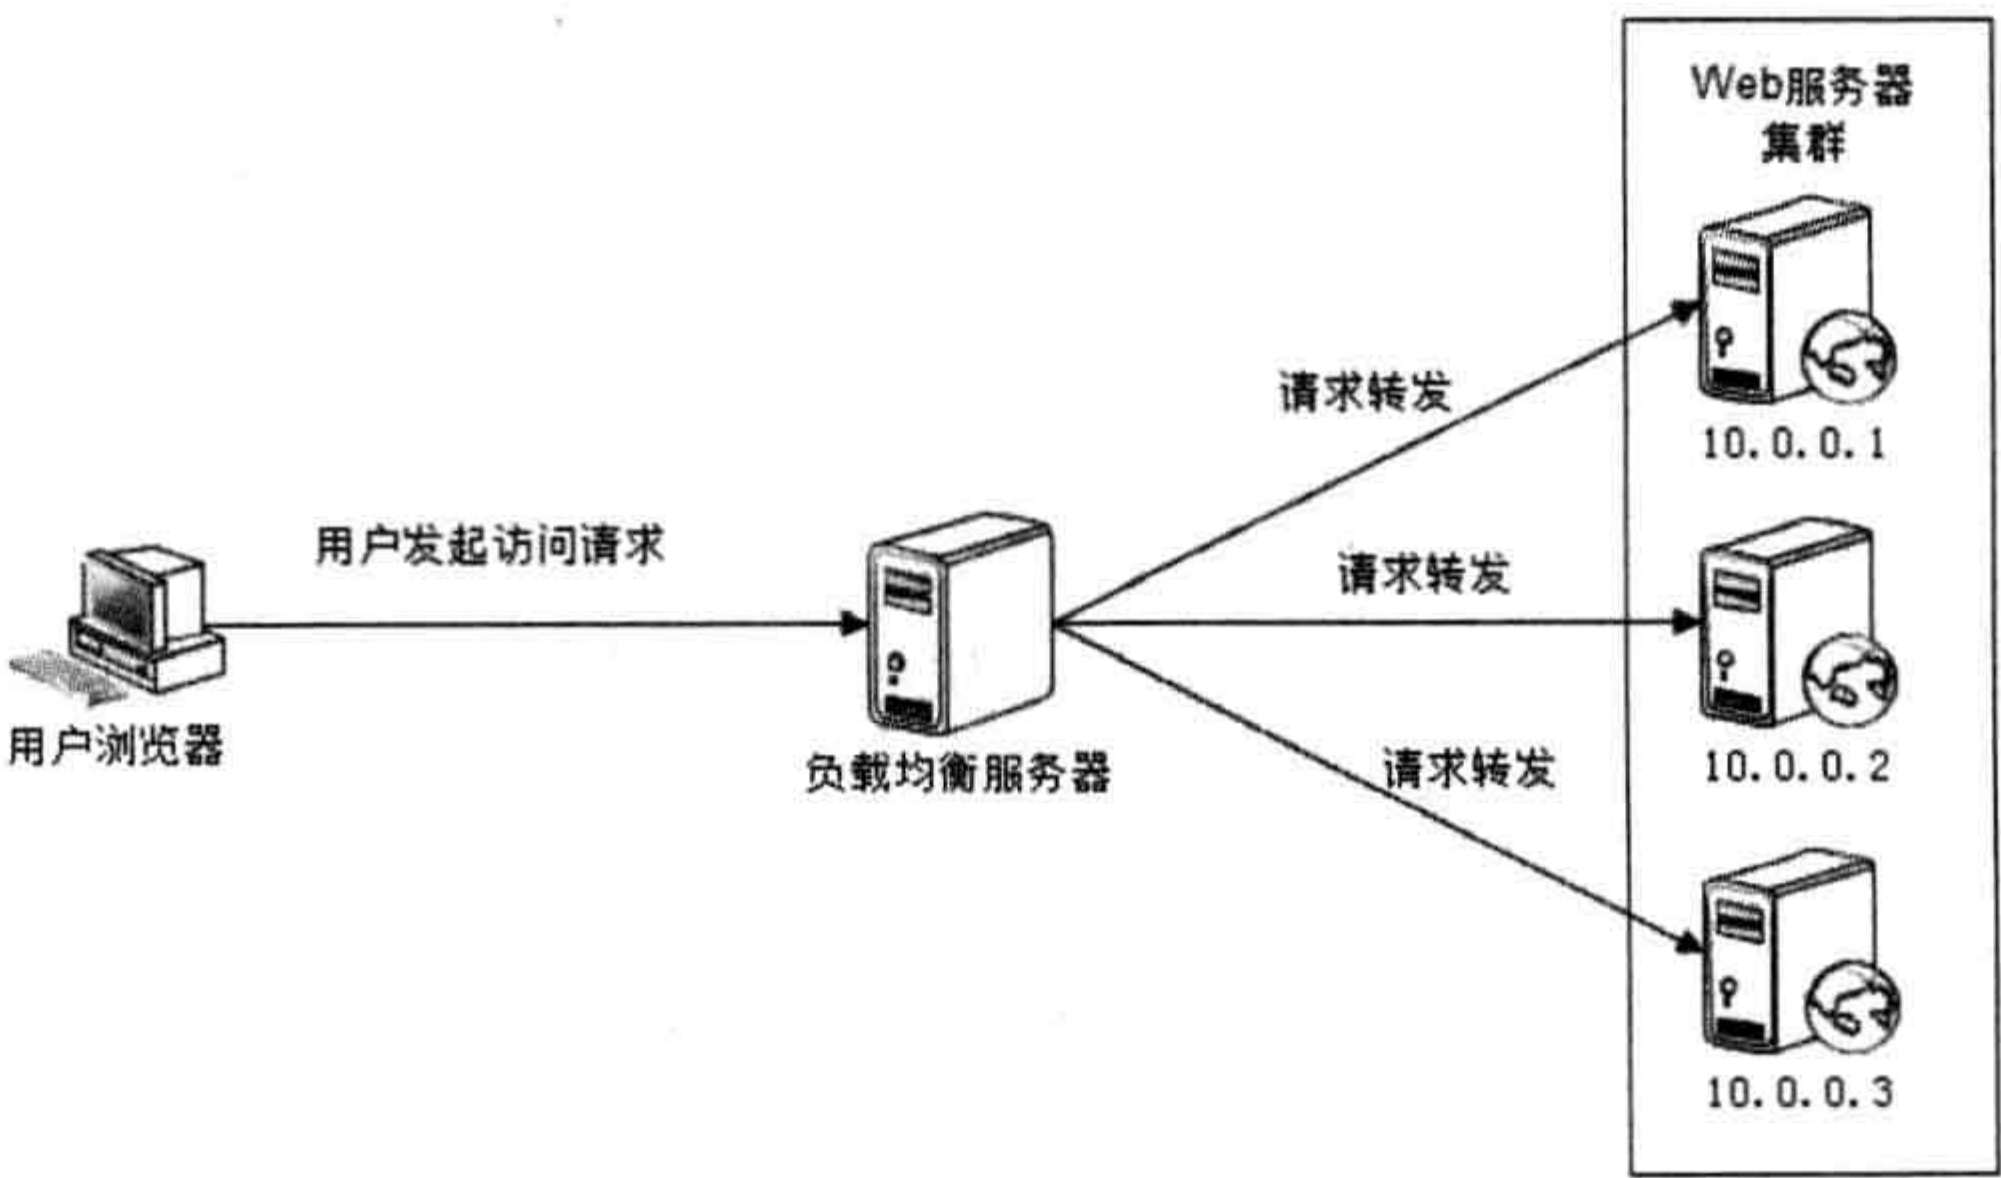 Web服务器
集群
请求转发
10.0.0.1
用户发起访问请求
请求转发
用户浏览器
负载均衡服务器
请求转发
10.0.0.2
10.0.0.3